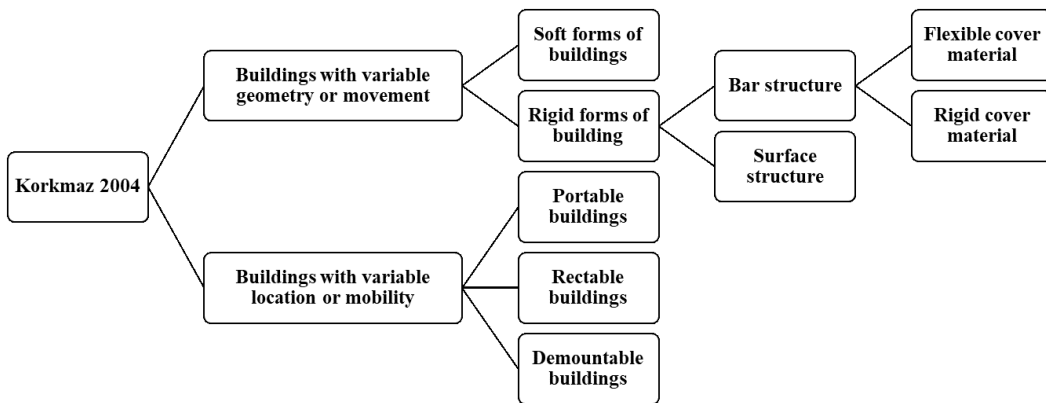 Korkmaz 2004
Buildings with variable
geometry or movement
Soft forms of
buildings
Rigid forms of
building
Bar structure
Flexible cover
material
Rigid cover
material
Surface
structure
Buildings with variable
location or mobility
Portable
buildings
Rectable
buildings
Demountable
buildings